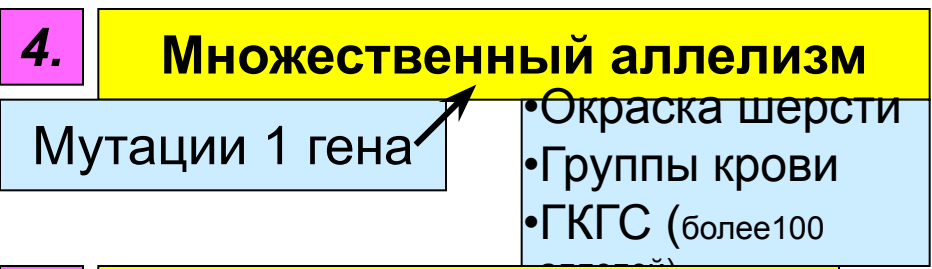 4.
Множественный аллелизм
Мутации 1 гена
•Окраска шерсти
•Группы крови
•ГКГС (более100